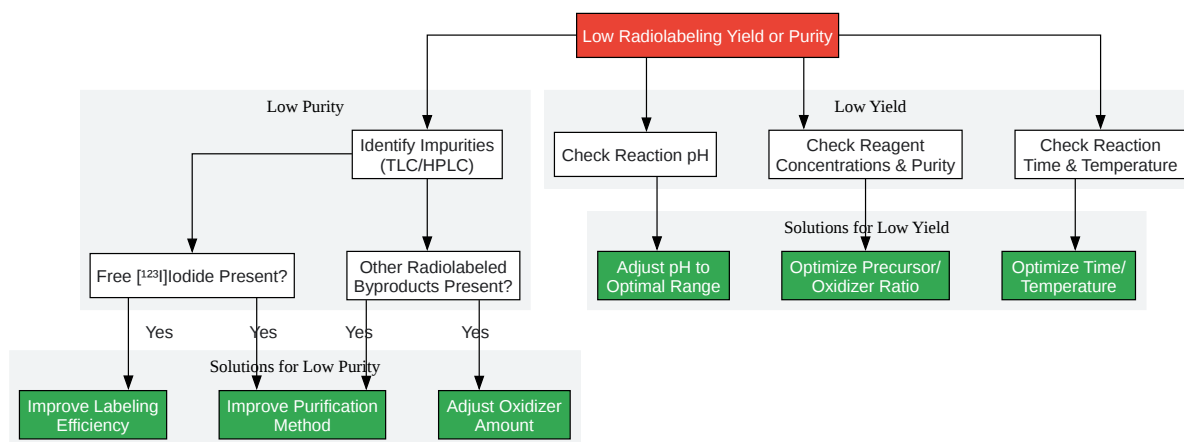 Low Radiolabeling Yield or Purity
Low Purity
Low Yield
Identify Impurities
(TLC/HPLC)
Check Reaction pH
Check Reagent
Concentrations & Purity
Check Reaction
Time & Temperature
Solutions for Low Yield
Free [¹²³I]Iodide Present?
Other Radiolabeled
Byproducts Present?
Adjust pH to
Optimal Range
Optimize Precursor/
Oxidizer Ratio
Optimize Time/
Temperature
Yes
Yes
Yes
Yes
Solutions for Low Purity
Improve Labeling
Efficiency
Improve Purification
Method
Adjust Oxidizer
Amount